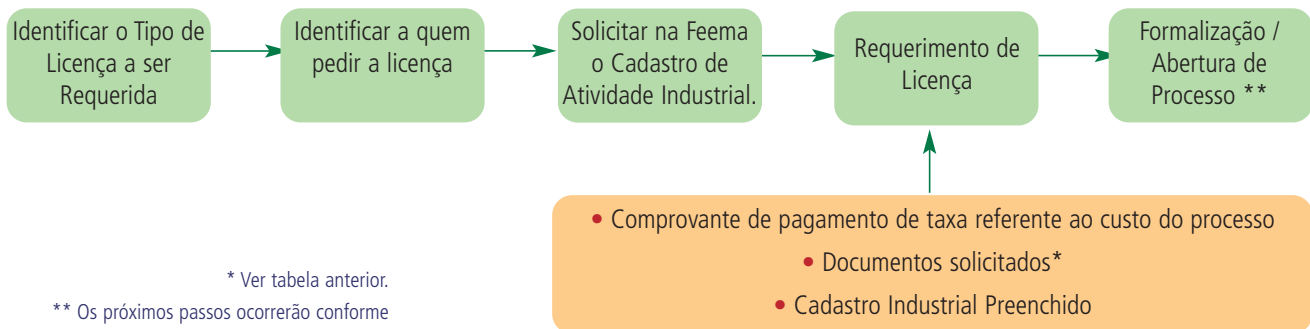 Identificar o Tipo de
Licença a ser
Requerida
Identificar a quem
pedir a licença
Solicitar na Feema
o Cadastro de
Atividade Industrial.
Requerimento de
Licença
Formalização /
Abertura de
Processo **
• Comprovante de pagamento de taxa referente ao custo do processo
• Documentos solicitados*
• Cadastro Industrial Preenchido
* Ver tabela anterior.
** Os próximos passos ocorrerão conforme